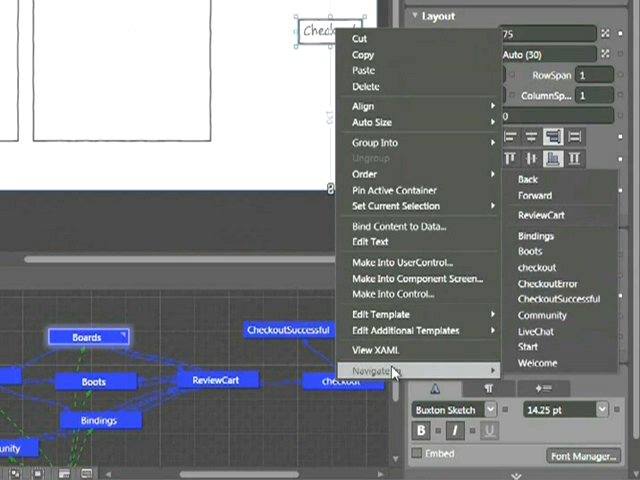 Layout
75
Cut
Auto (30)
Copy
Paste
RowSpan
1
Delete
ColumnSp...
1
Align
0
Auto Size
Group Into
Ungroup
Order
Back
Pin Active Container
Forward
Set Current Selection
ReviewCart
Bind Content to Data...
Bindings
Edit Text
Boots
Make Into UserControl...
checkout
Make Into Component Screen...
CheckoutError
Make Into Control...
CheckoutSuccessful
Edit Template
Community
Edit Additional Templates
LiveChat
View XAML
Start
Welcome
Boards
CheckoutSuccessful
Boots
ReviewCart
checkout
Bindings
Buxton Sketch
14.25 pt
B
I
U
Embed
Font Manager...